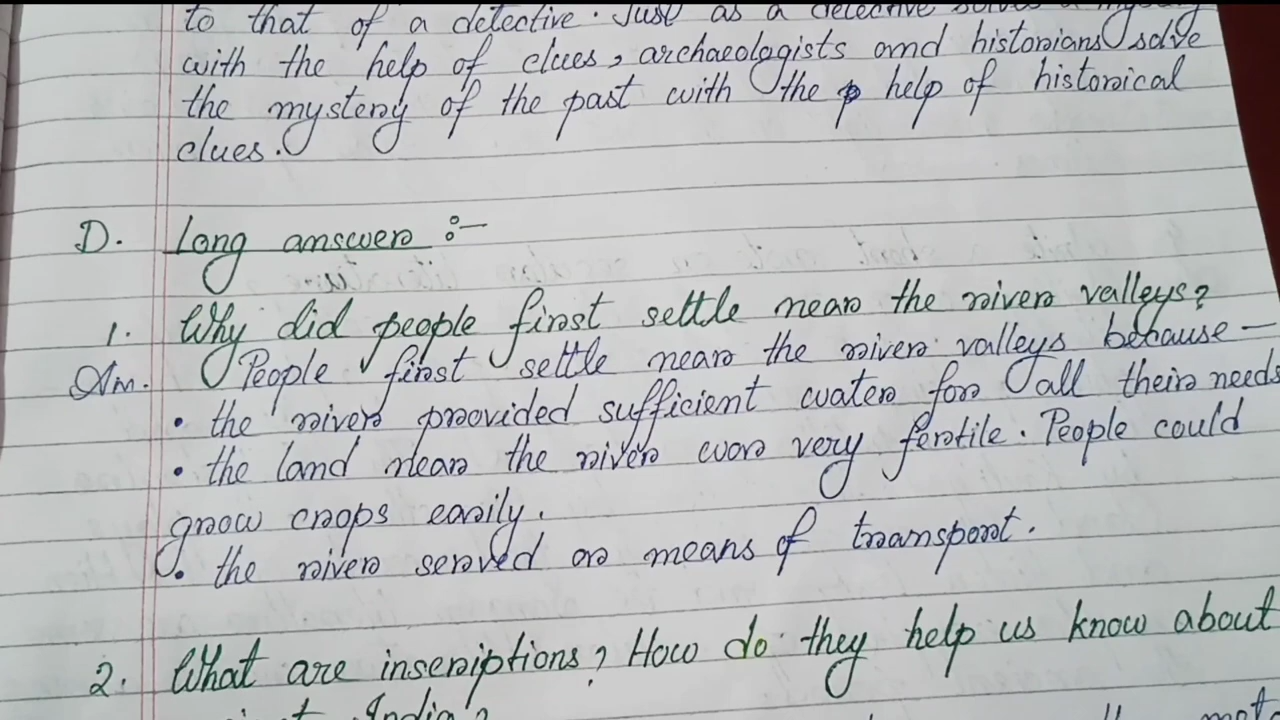 to that of a detective. Just as a detective solves a mystery
with the help of clues, archaeologists and historians solve
the mystery of the past with the help of historical
clues.
D. Long answer :-
1. Why did people first settle near the river valleys?
Ans. People first settle near the river valleys because —
• the river provided sufficient water for all their needs
• the land near the river was very fertile. People could
grow crops easily.
• the river served as means of transport.
2. What are inscriptions? How do they help us know about
India?